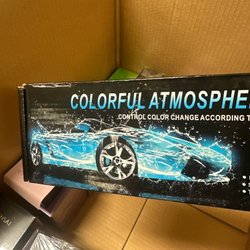 COLORFUL ATMOSPHE
CONTROL COLOR CHANGE ACCORDING T